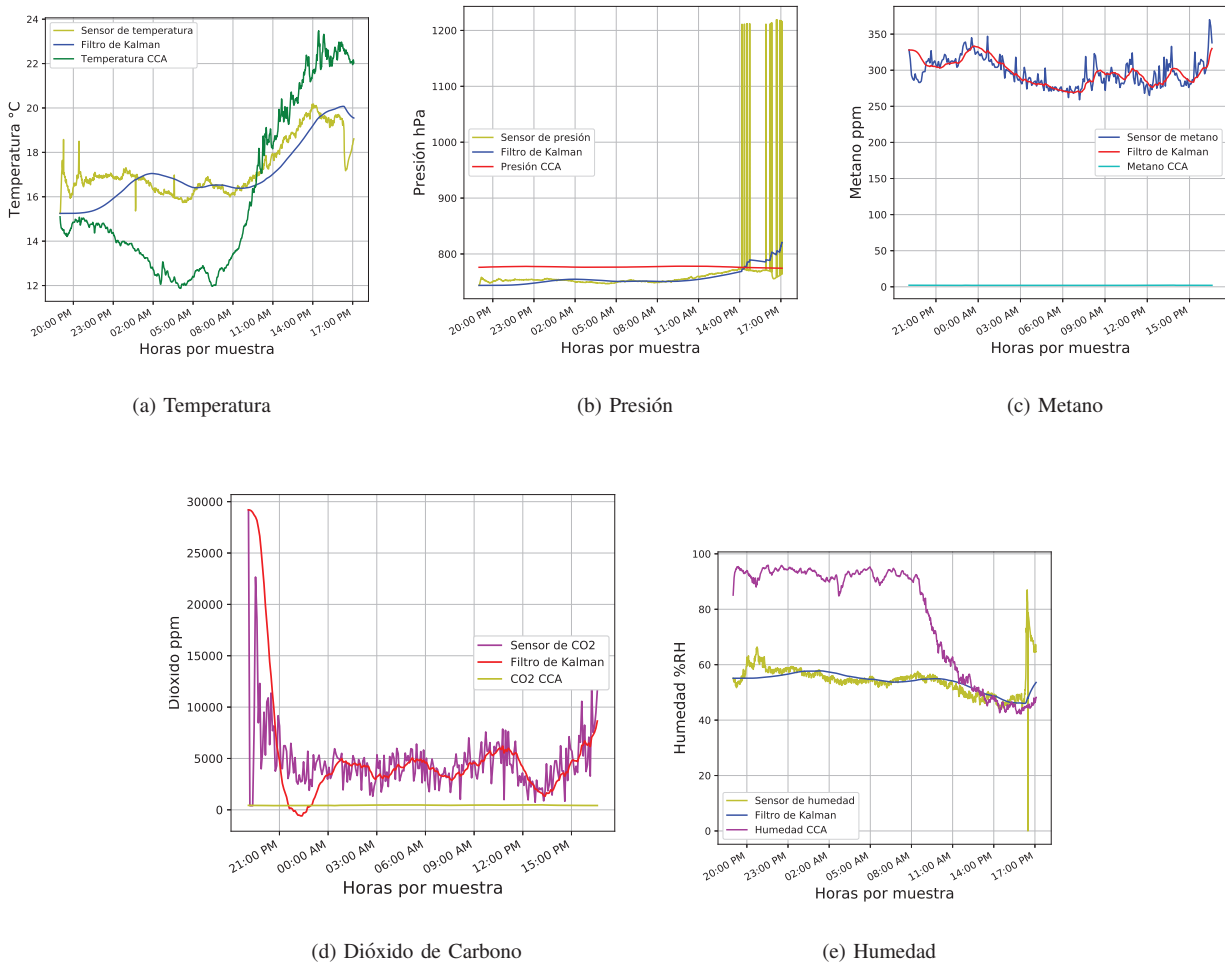 24
22
20
18
16
14
12
Temperatura °C
Sensor de temperatura
Filtro de Kalman
Temperatura CCA
20:00 PM
23:00 PM
02:00 AM
05:00 AM
08:00 AM
11:00 AM
14:00 PM
17:00 PM
Horas por muestra
(a) Temperatura
1200
1100
1000
900
800
Presión hPa
Sensor de presión
Filtro de Kalman
Presión CCA
20:00 PM
23:00 PM
02:00 AM
05:00 AM
08:00 AM
11:00 AM
14:00 PM
17:00 PM
Horas por muestra
(b) Presión
350
300
250
200
150
100
50
0
Metano ppm
Sensor de metano
Filtro de Kalman
Metano CCA
21:00 PM
00:00 AM
03:00 AM
06:00 AM
09:00 AM
12:00 PM
15:00 PM
Horas por muestra
(c) Metano
30000
25000
20000
15000
10000
5000
0
Dióxido ppm
Sensor de CO2
Filtro de Kalman
CO2 CCA
21:00 PM
00:00 AM
03:00 AM
06:00 AM
09:00 AM
12:00 PM
15:00 PM
Horas por muestra
(d) Dióxido de Carbono
100
80
60
40
20
0
Humedad %RH
Sensor de humedad
Filtro de Kalman
Humedad CCA
20:00 PM
23:00 PM
02:00 AM
05:00 AM
08:00 AM
11:00 AM
14:00 PM
17:00 PM
Horas por muestra
(e) Humedad